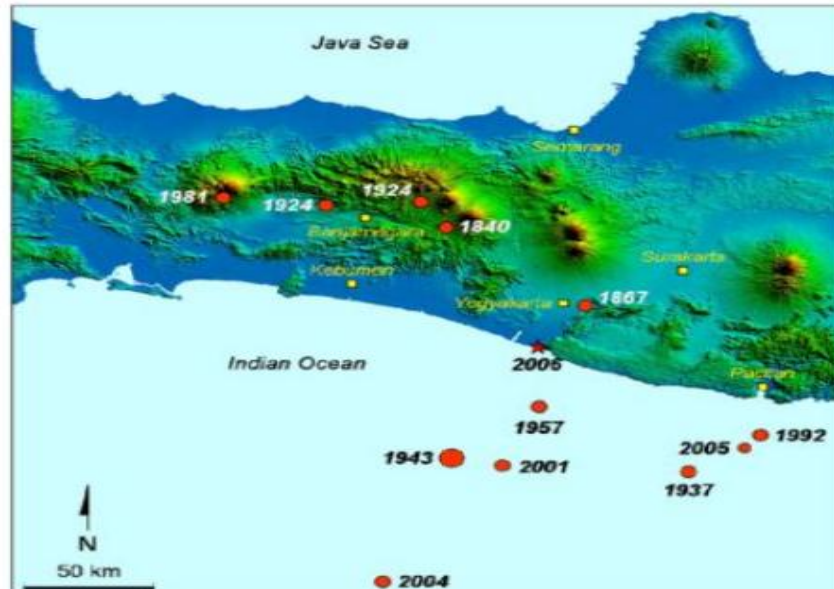 Java Sea
Semarang
1981
1924
1924
Banjarnegara
1840
Surakarta
Kebumen
Yogyakarta
1867
Indian Ocean
2006
Pacitan
1957
1992
1943
2001
2005
1937
N
50 km
2004